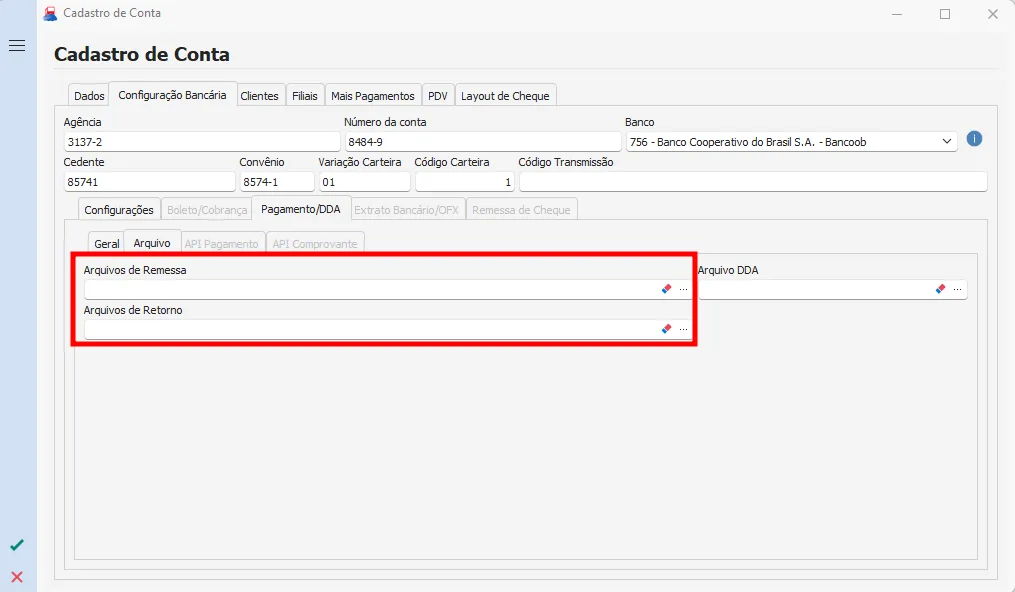 Cadastro de Conta
Cadastro de Conta
Dados Configuração Bancária Clientes Filiais Mais Pagamentos PDV Layout de Cheque
Agência Número da conta Banco
3137-2 8484-9 756 - Banco Cooperativo do Brasil S.A. - Bancoob
Cedente Convênio Variação Carteira Código Carteira Código Transmissão
85741 8574-1 01 1
Configurações Boleto/Cobrança Pagamento/DDA Extrato Bancário/OFX Remessa de Cheque
Geral Arquivo API Pagamento API Comprovante
Arquivos de Remessa Arquivo DDA
... ...
Arquivos de Retorno
...